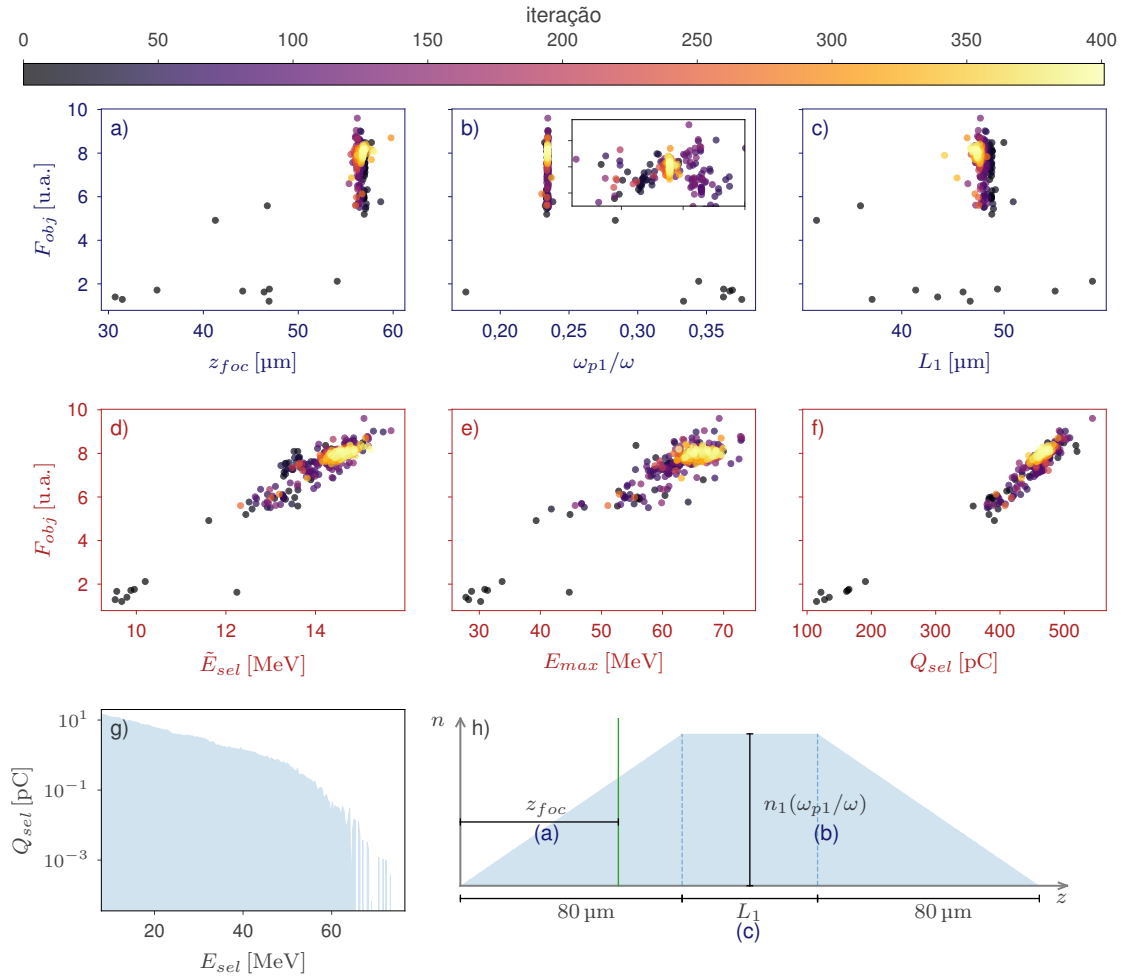 iteração
0 50 100 150 200 250 300 350 400
a) b) c)
10
8
6
4
2
F_obj [u.a.]
30 40 50 60
0,20 0,25 0,30 0,35
40 50
z_foc [µm] ω_p1/ω L_1 [µm]
d) e) f)
10
8
6
4
2
F_obj [u.a.]
10 12 14
30 40 50 60 70
100 200 300 400 500
Ẽ_sel [MeV] E_max [MeV] Q_sel [pC]
g)
10^1
10^−1
10^−3
Q_sel [pC]
20 40 60
E_sel [MeV]
n h)
z_foc
(a)
n_1(ω_p1/ω)
(b)
80 µm L_1 80 µm z
(c)